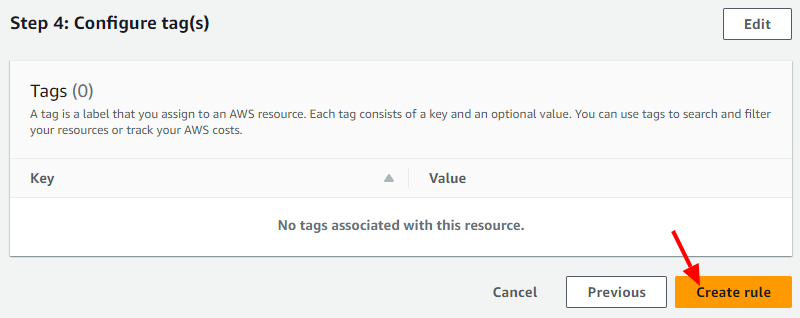 Step 4: Configure tag(s)
Edit
Tags (0)
A tag is a label that you assign to an AWS resource. Each tag consists of a key and an optional value. You can use tags to search and filter
your resources or track your AWS costs.
Key
Value
No tags associated with this resource.
Cancel
Previous
Create rule